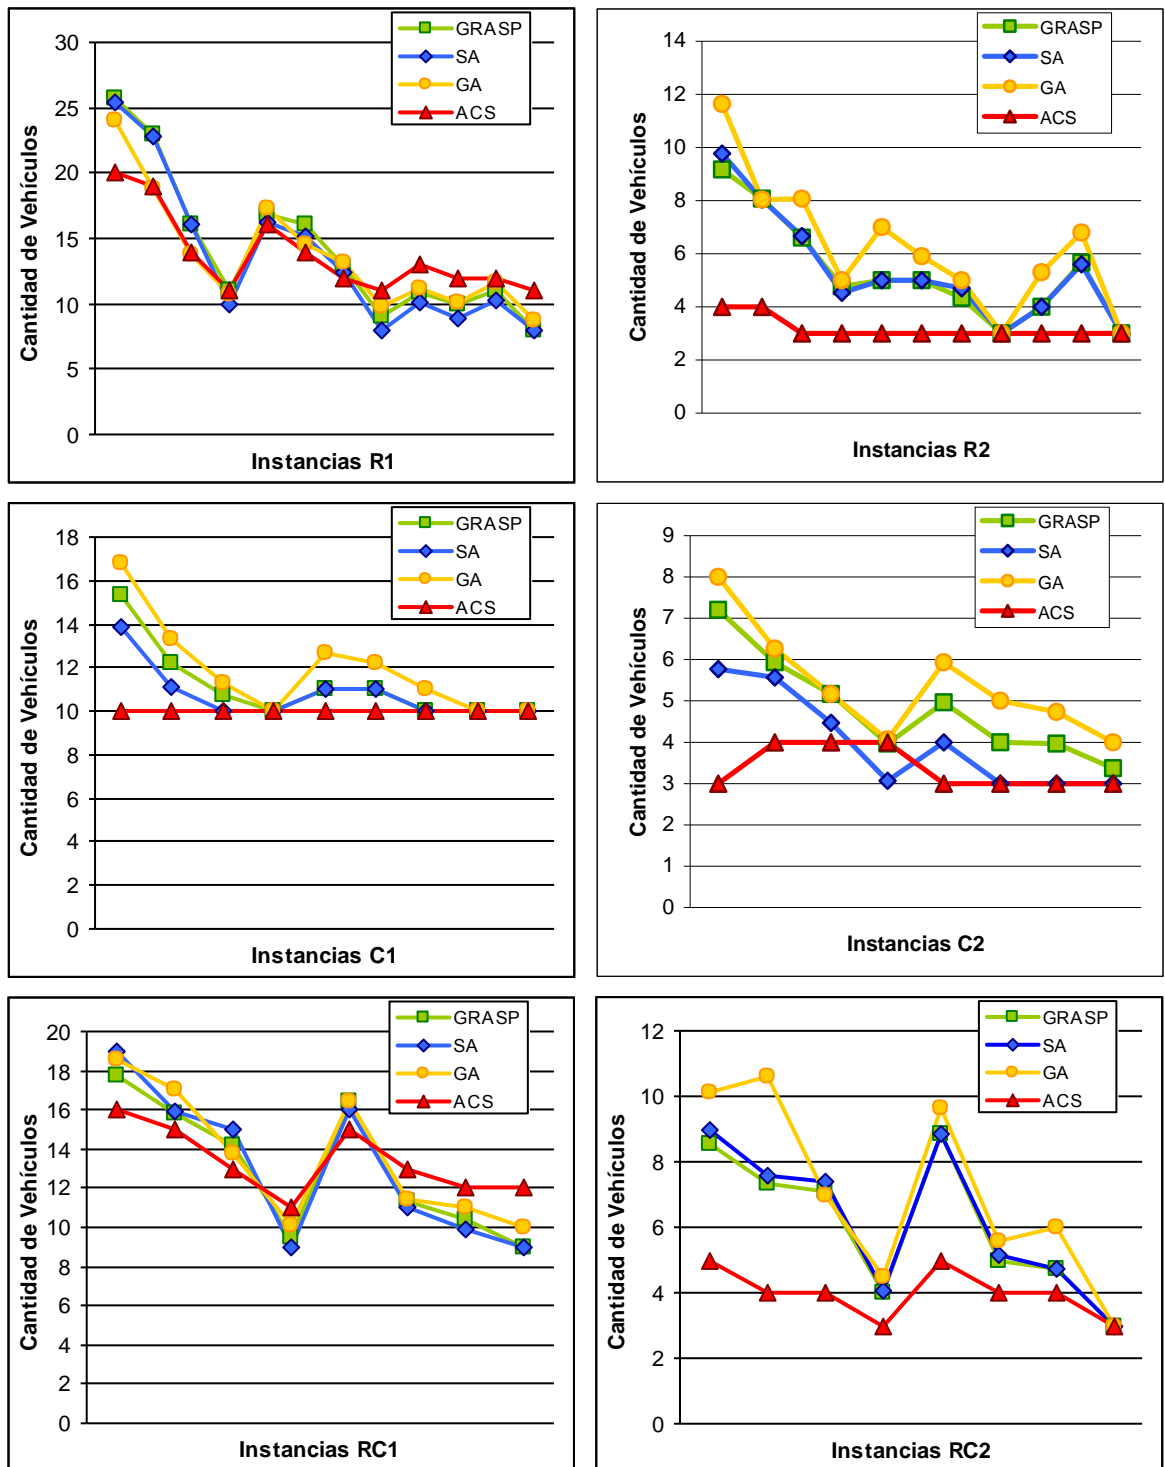 GRASP
SA
GA
ACS
30
25
20
15
10
5
0
Cantidad de Vehículos
Instancias R1
GRASP
SA
GA
ACS
14
12
10
8
6
4
2
0
Cantidad de Vehículos
Instancias R2
GRASP
SA
GA
ACS
18
16
14
12
10
8
6
4
2
0
Cantidad de Vehículos
Instancias C1
GRASP
SA
GA
ACS
9
8
7
6
5
4
3
2
1
0
Cantidad de Vehículos
Instancias C2
GRASP
SA
GA
ACS
20
18
16
14
12
10
8
6
4
2
0
Cantidad de Vehículos
Instancias RC1
GRASP
SA
GA
ACS
12
10
8
6
4
2
0
Cantidad de Vehículos
Instancias RC2